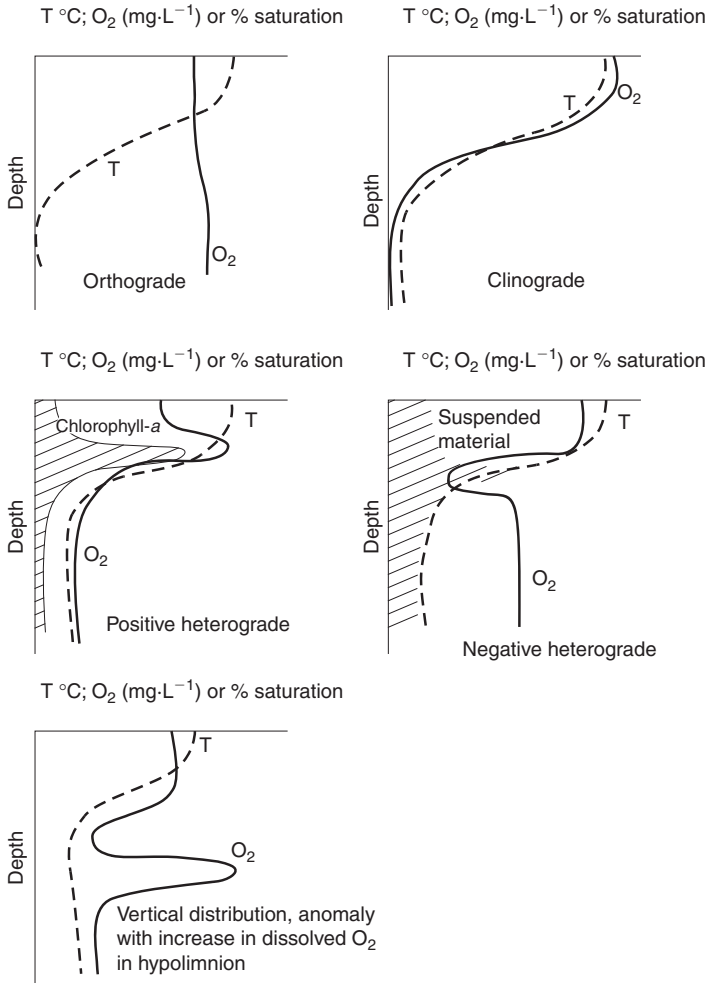 T °C; O₂ (mg·L⁻¹) or % saturation
Depth
T
O₂
Orthograde
T °C; O₂ (mg·L⁻¹) or % saturation
Depth
T
O₂
Clinograde
T °C; O₂ (mg·L⁻¹) or % saturation
Depth
Chlorophyll-a
T
O₂
Positive heterograde
T °C; O₂ (mg·L⁻¹) or % saturation
Depth
Suspended
material
T
O₂
Negative heterograde
T °C; O₂ (mg·L⁻¹) or % saturation
Depth
T
O₂
Vertical distribution, anomaly
with increase in dissolved O₂
in hypolimnion